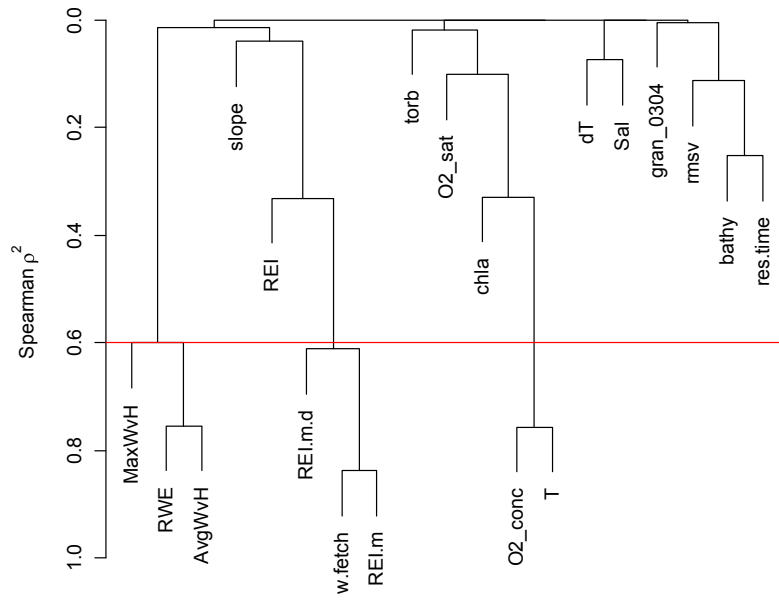 Spearman ρ²
0.0
0.2
0.4
0.6
0.8
1.0
MaxWvH
RWE
AvgWvH
slope
REI
REI.m.d
w.fetch
REI.m
torb
O2_sat
chla
O2_conc
T
dT
Sal
gran_0304
rmsv
bathy
res.time